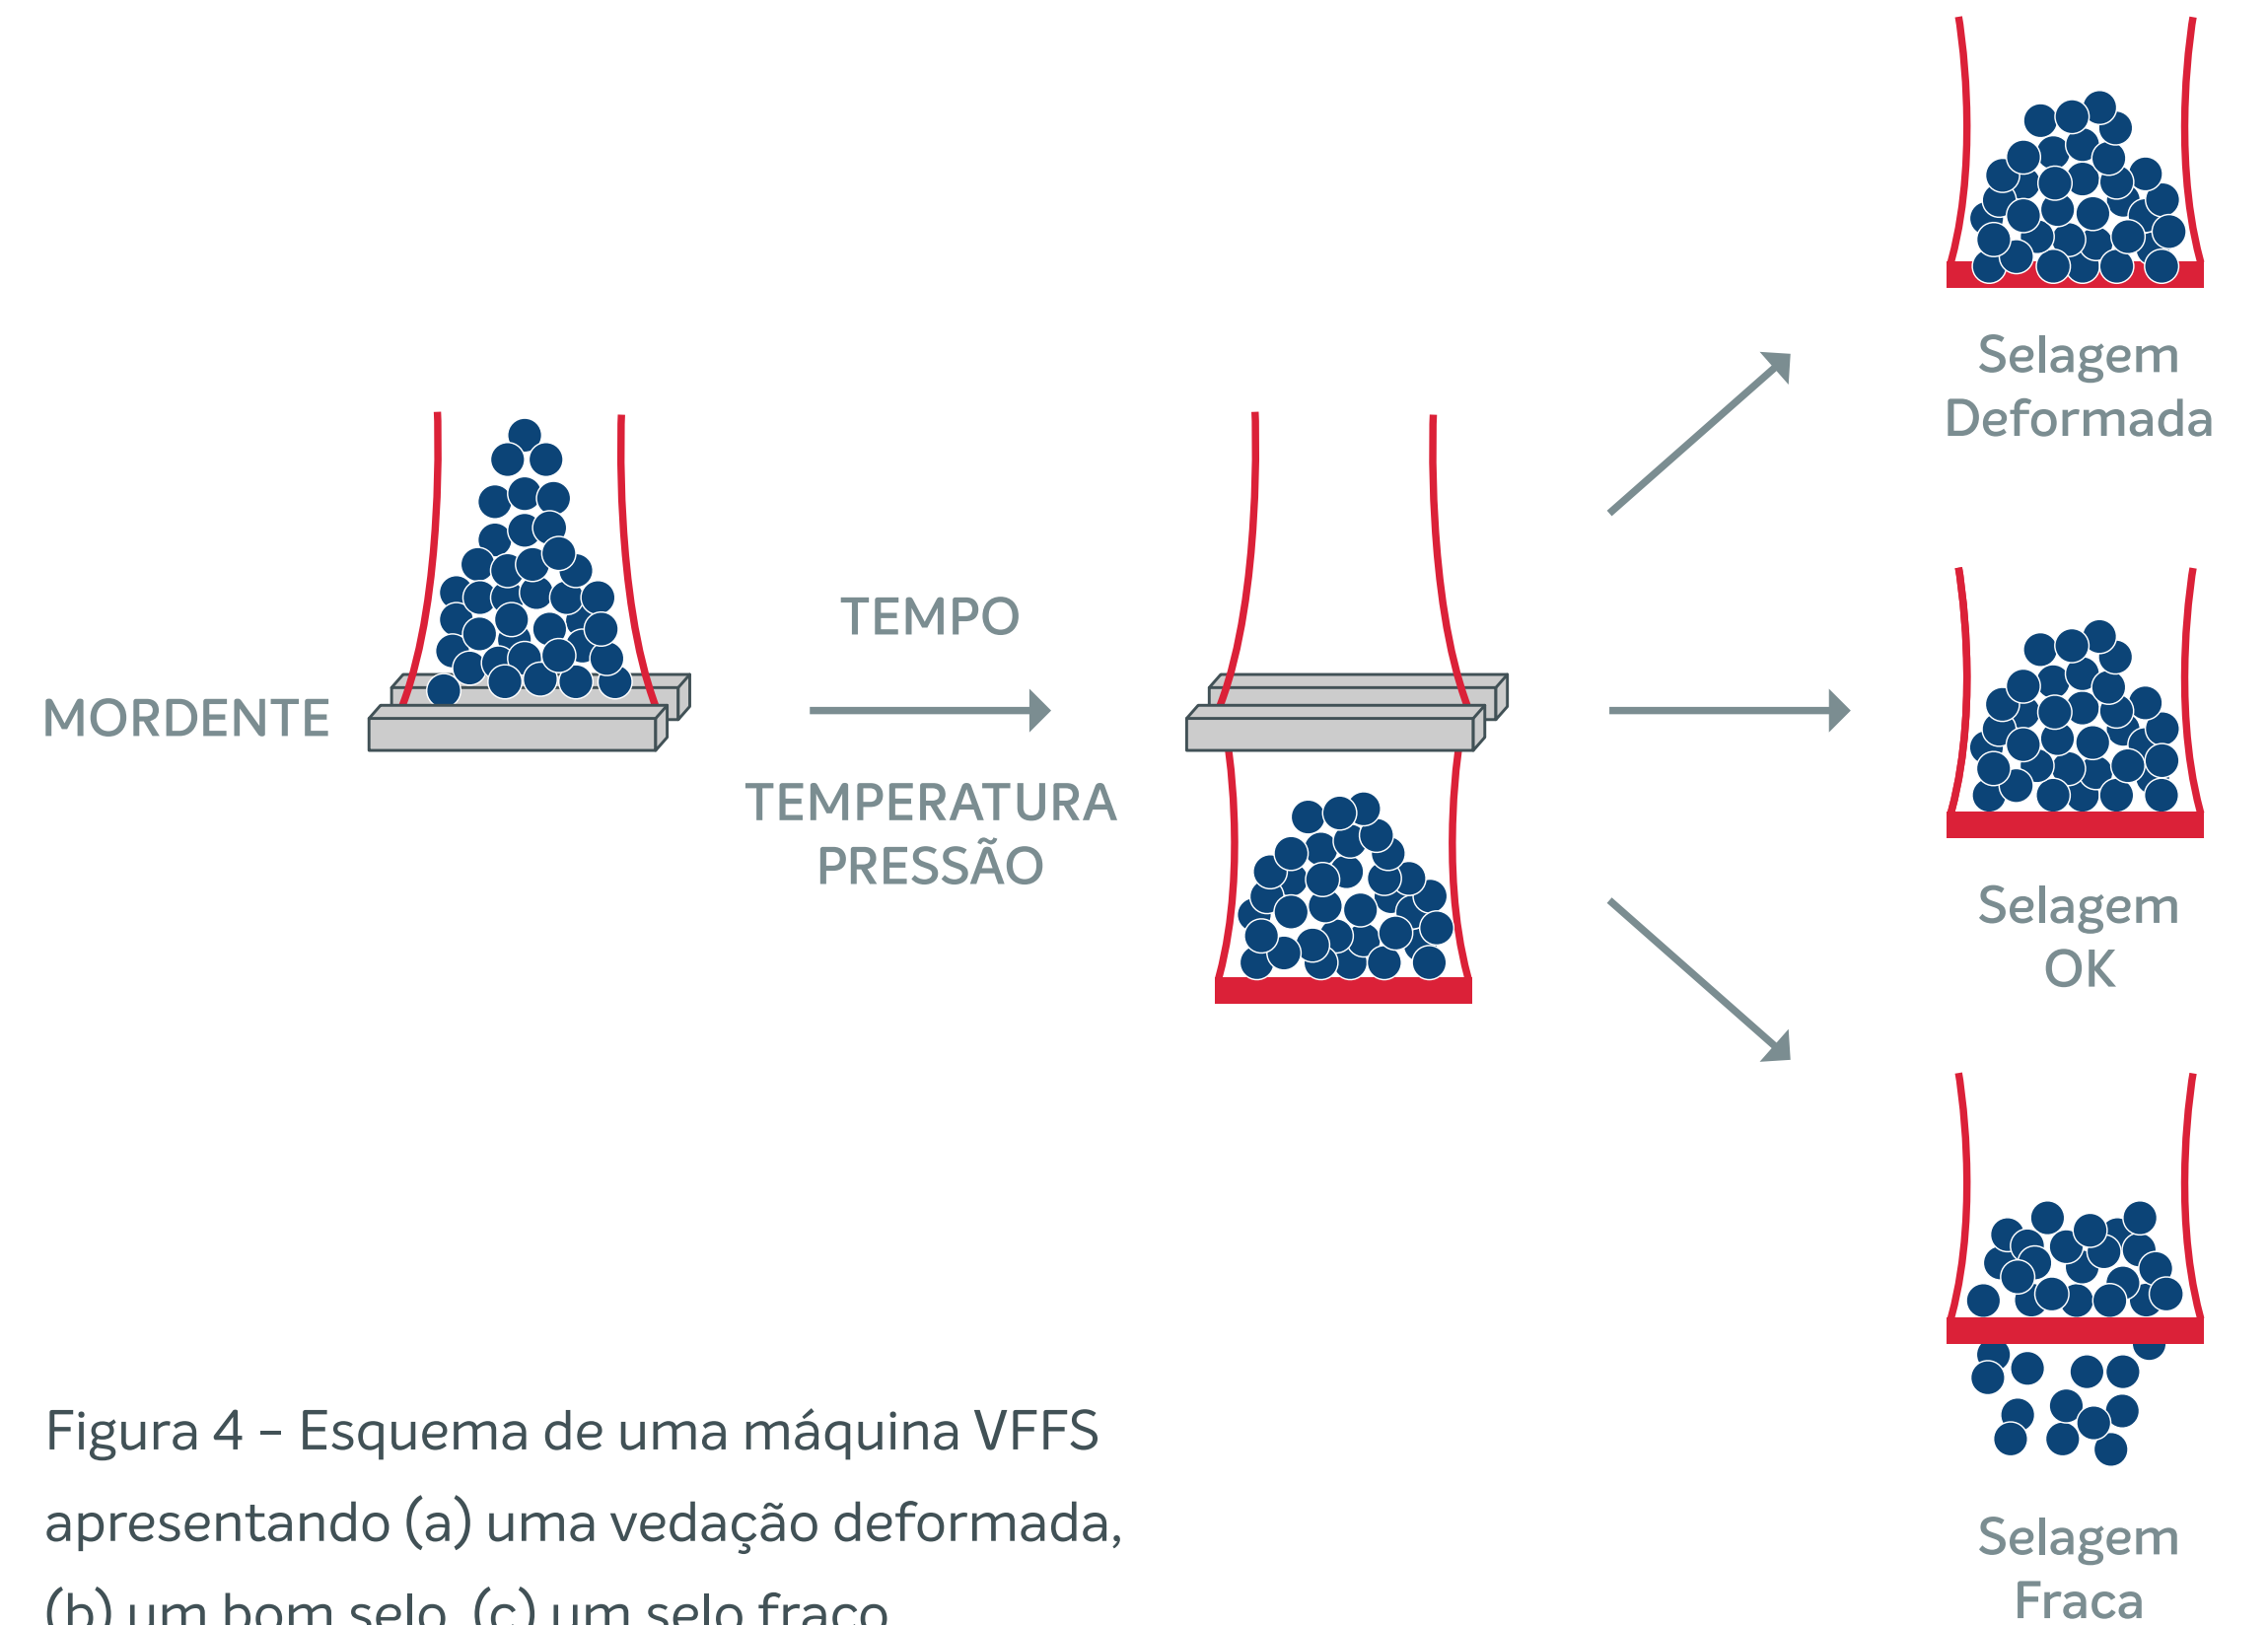 MORDENTE
TEMPO
TEMPERATURA
PRESSÃO
Selagem
Deformada
Selagem
OK
Selagem
Fraca
Figura 4 – Esquema de uma máquina VFFS
apresentando (a) uma vedação deformada,
(b) um bom selo, (c) um selo fraco